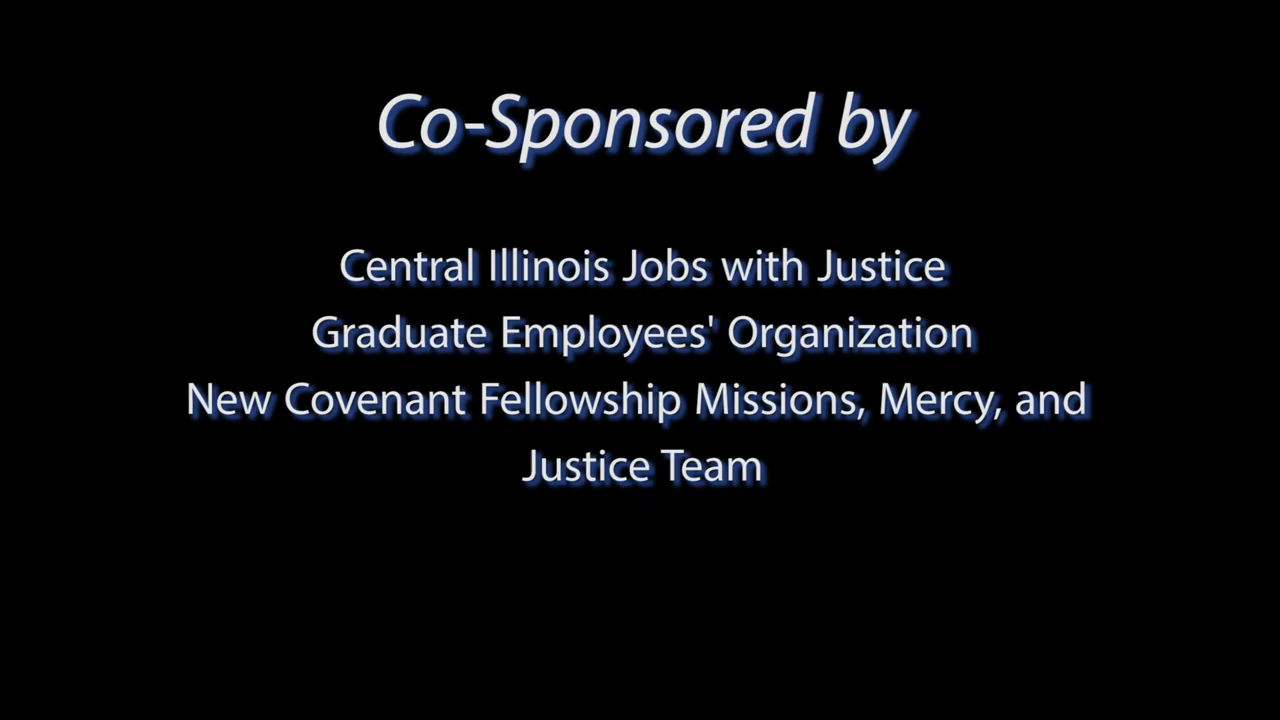 Co-Sponsored by
Central Illinois Jobs with Justice
Graduate Employees' Organization
New Covenant Fellowship Missions, Mercy, and
Justice Team